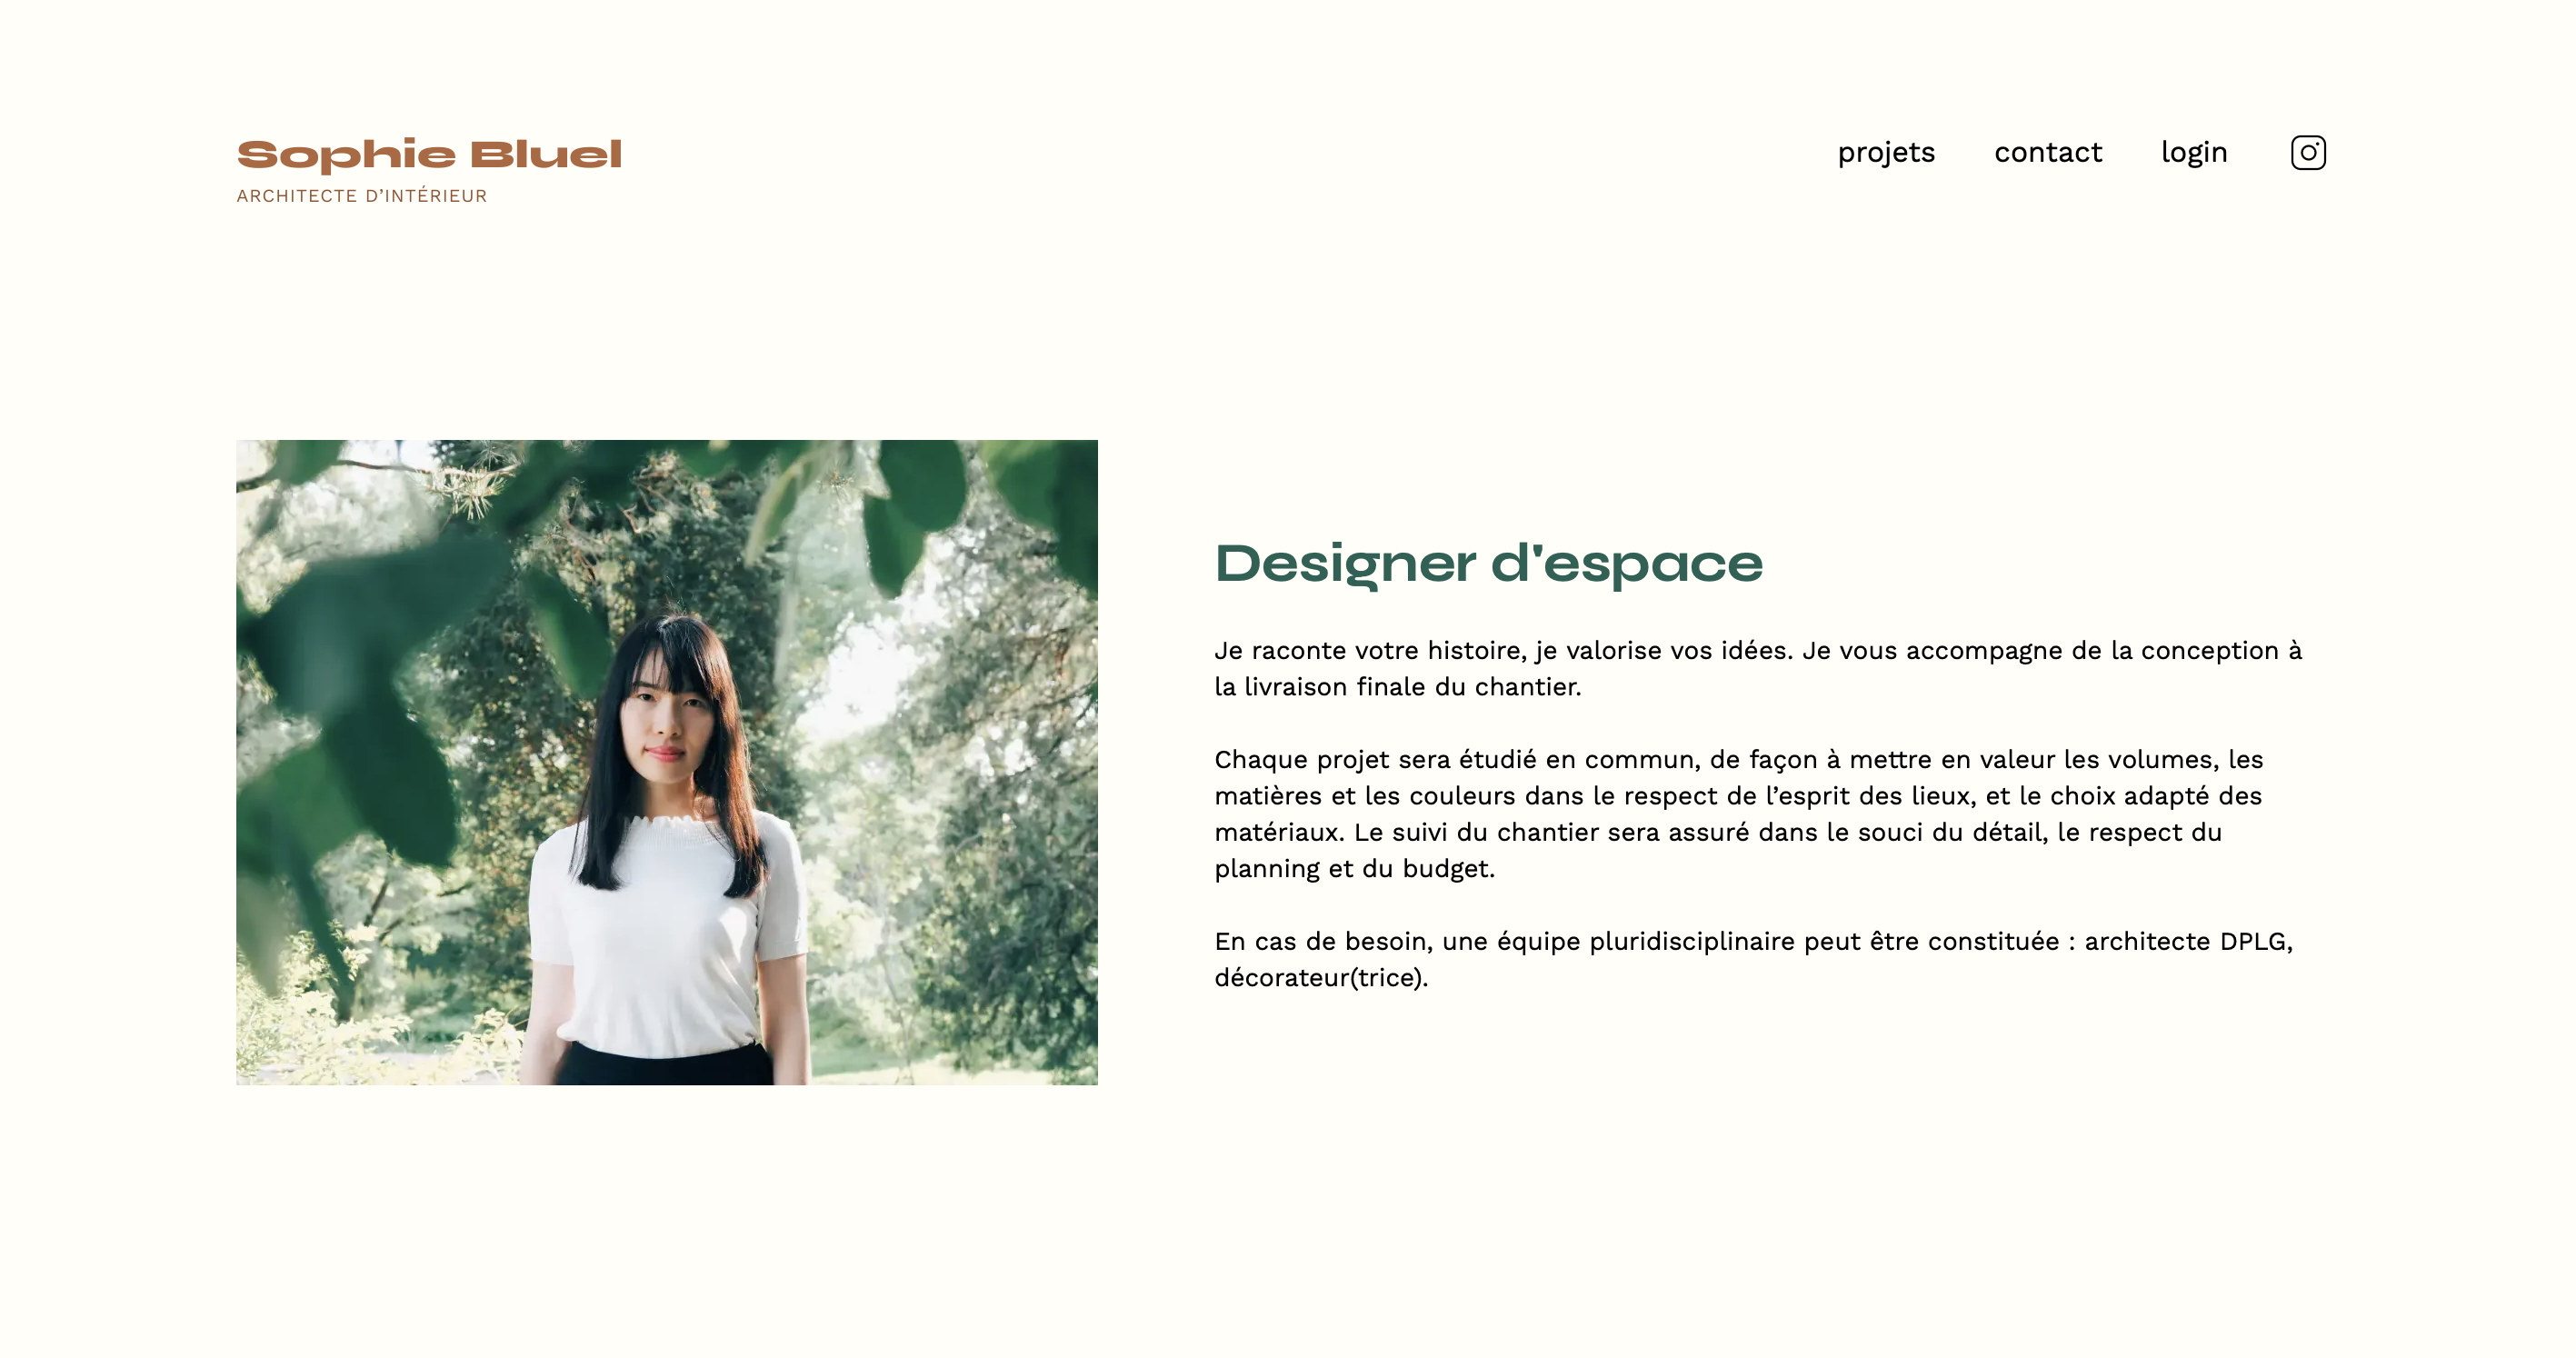 Sophie Bluel
ARCHITECTE D’INTÉRIEUR
projets contact login
Designer d'espace
Je raconte votre histoire, je valorise vos idées. Je vous accompagne de la conception à
la livraison finale du chantier.
Chaque projet sera étudié en commun, de façon à mettre en valeur les volumes, les
matières et les couleurs dans le respect de l’esprit des lieux, et le choix adapté des
matériaux. Le suivi du chantier sera assuré dans le souci du détail, le respect du
planning et du budget.
En cas de besoin, une équipe pluridisciplinaire peut être constituée : architecte DPLG,
décorateur(trice).